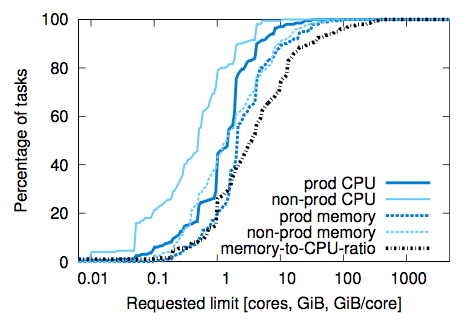 100
80
60
40
20
0
Percentage of tasks
prod CPU
non-prod CPU
prod memory
non-prod memory
memory-to-CPU-ratio
0.01 0.1 1 10 100 1000
Requested limit [cores, GiB, GiB/core]